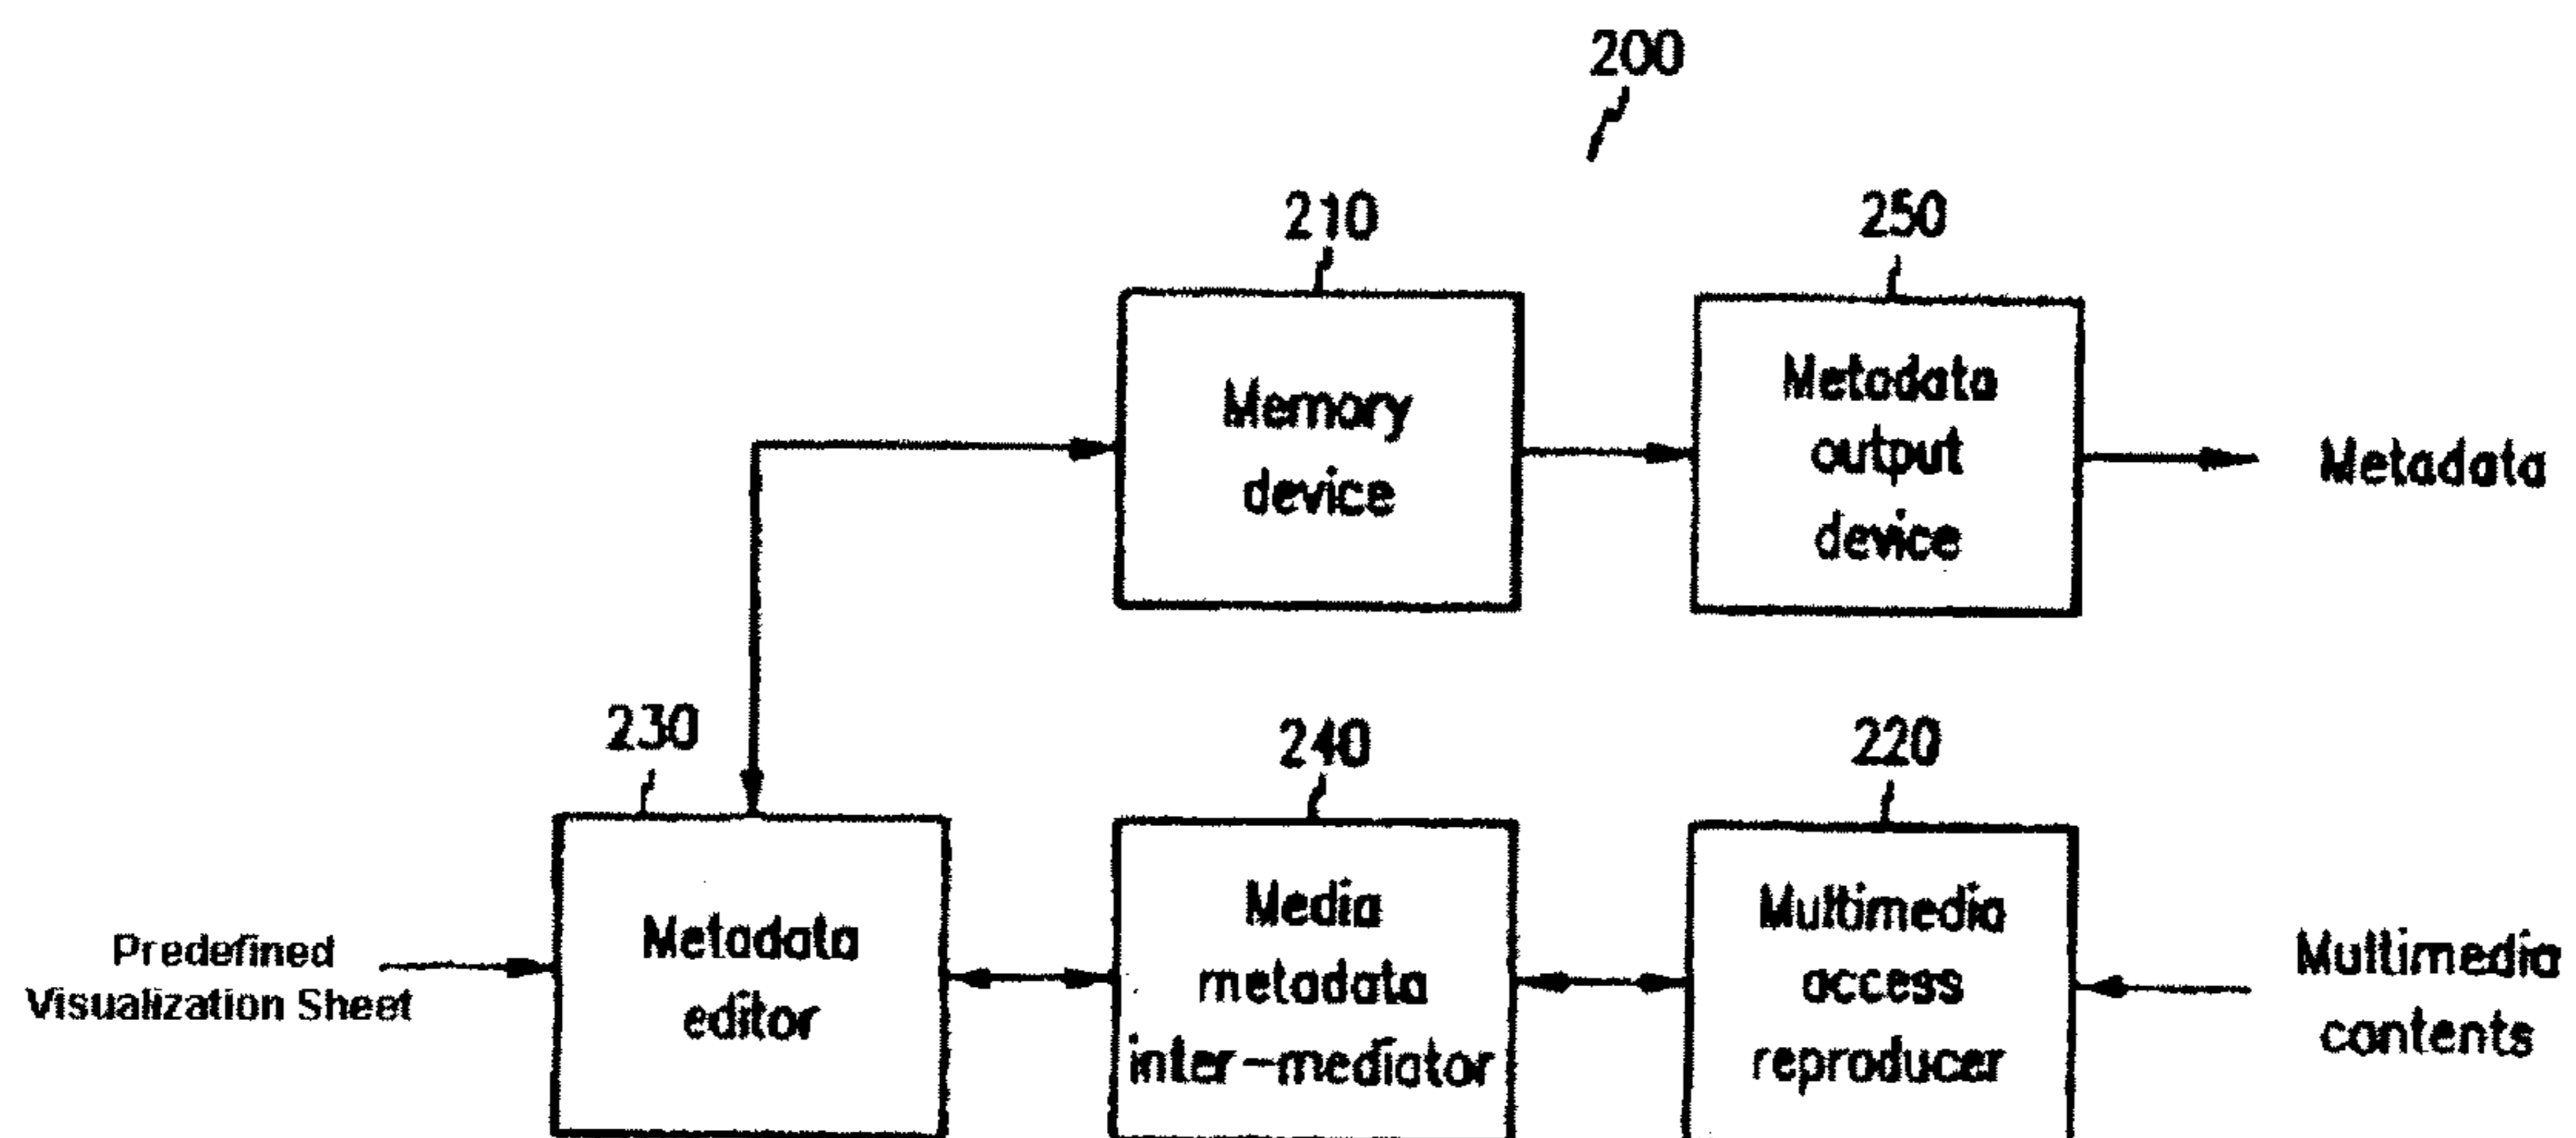 200
210
250
Memory
device
Metadata
output
device
Metadata
230
240
220
Predefined
Visualization Sheet
Metadata
editor
Media
metadata
inter-mediator
Multimedia
access
reproducer
Multimedia
contents